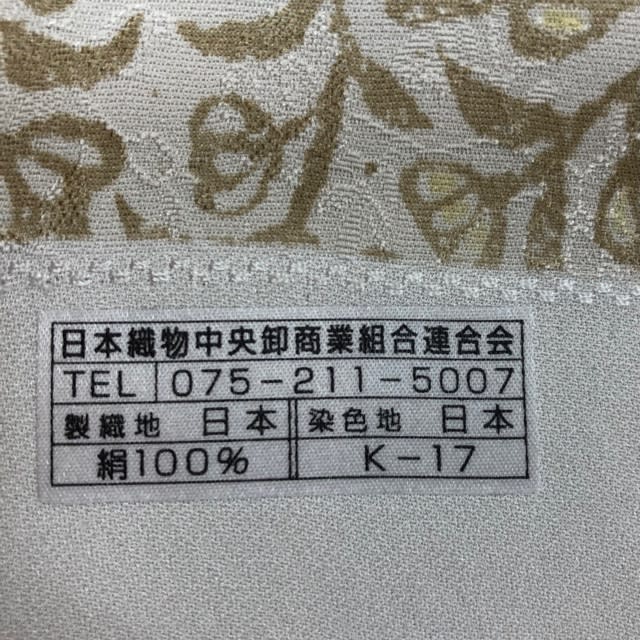 日本織物中央卸商業組合連合会
TEL 075-211-5007
製織地 日本 染色地 日本
絹100% K-17